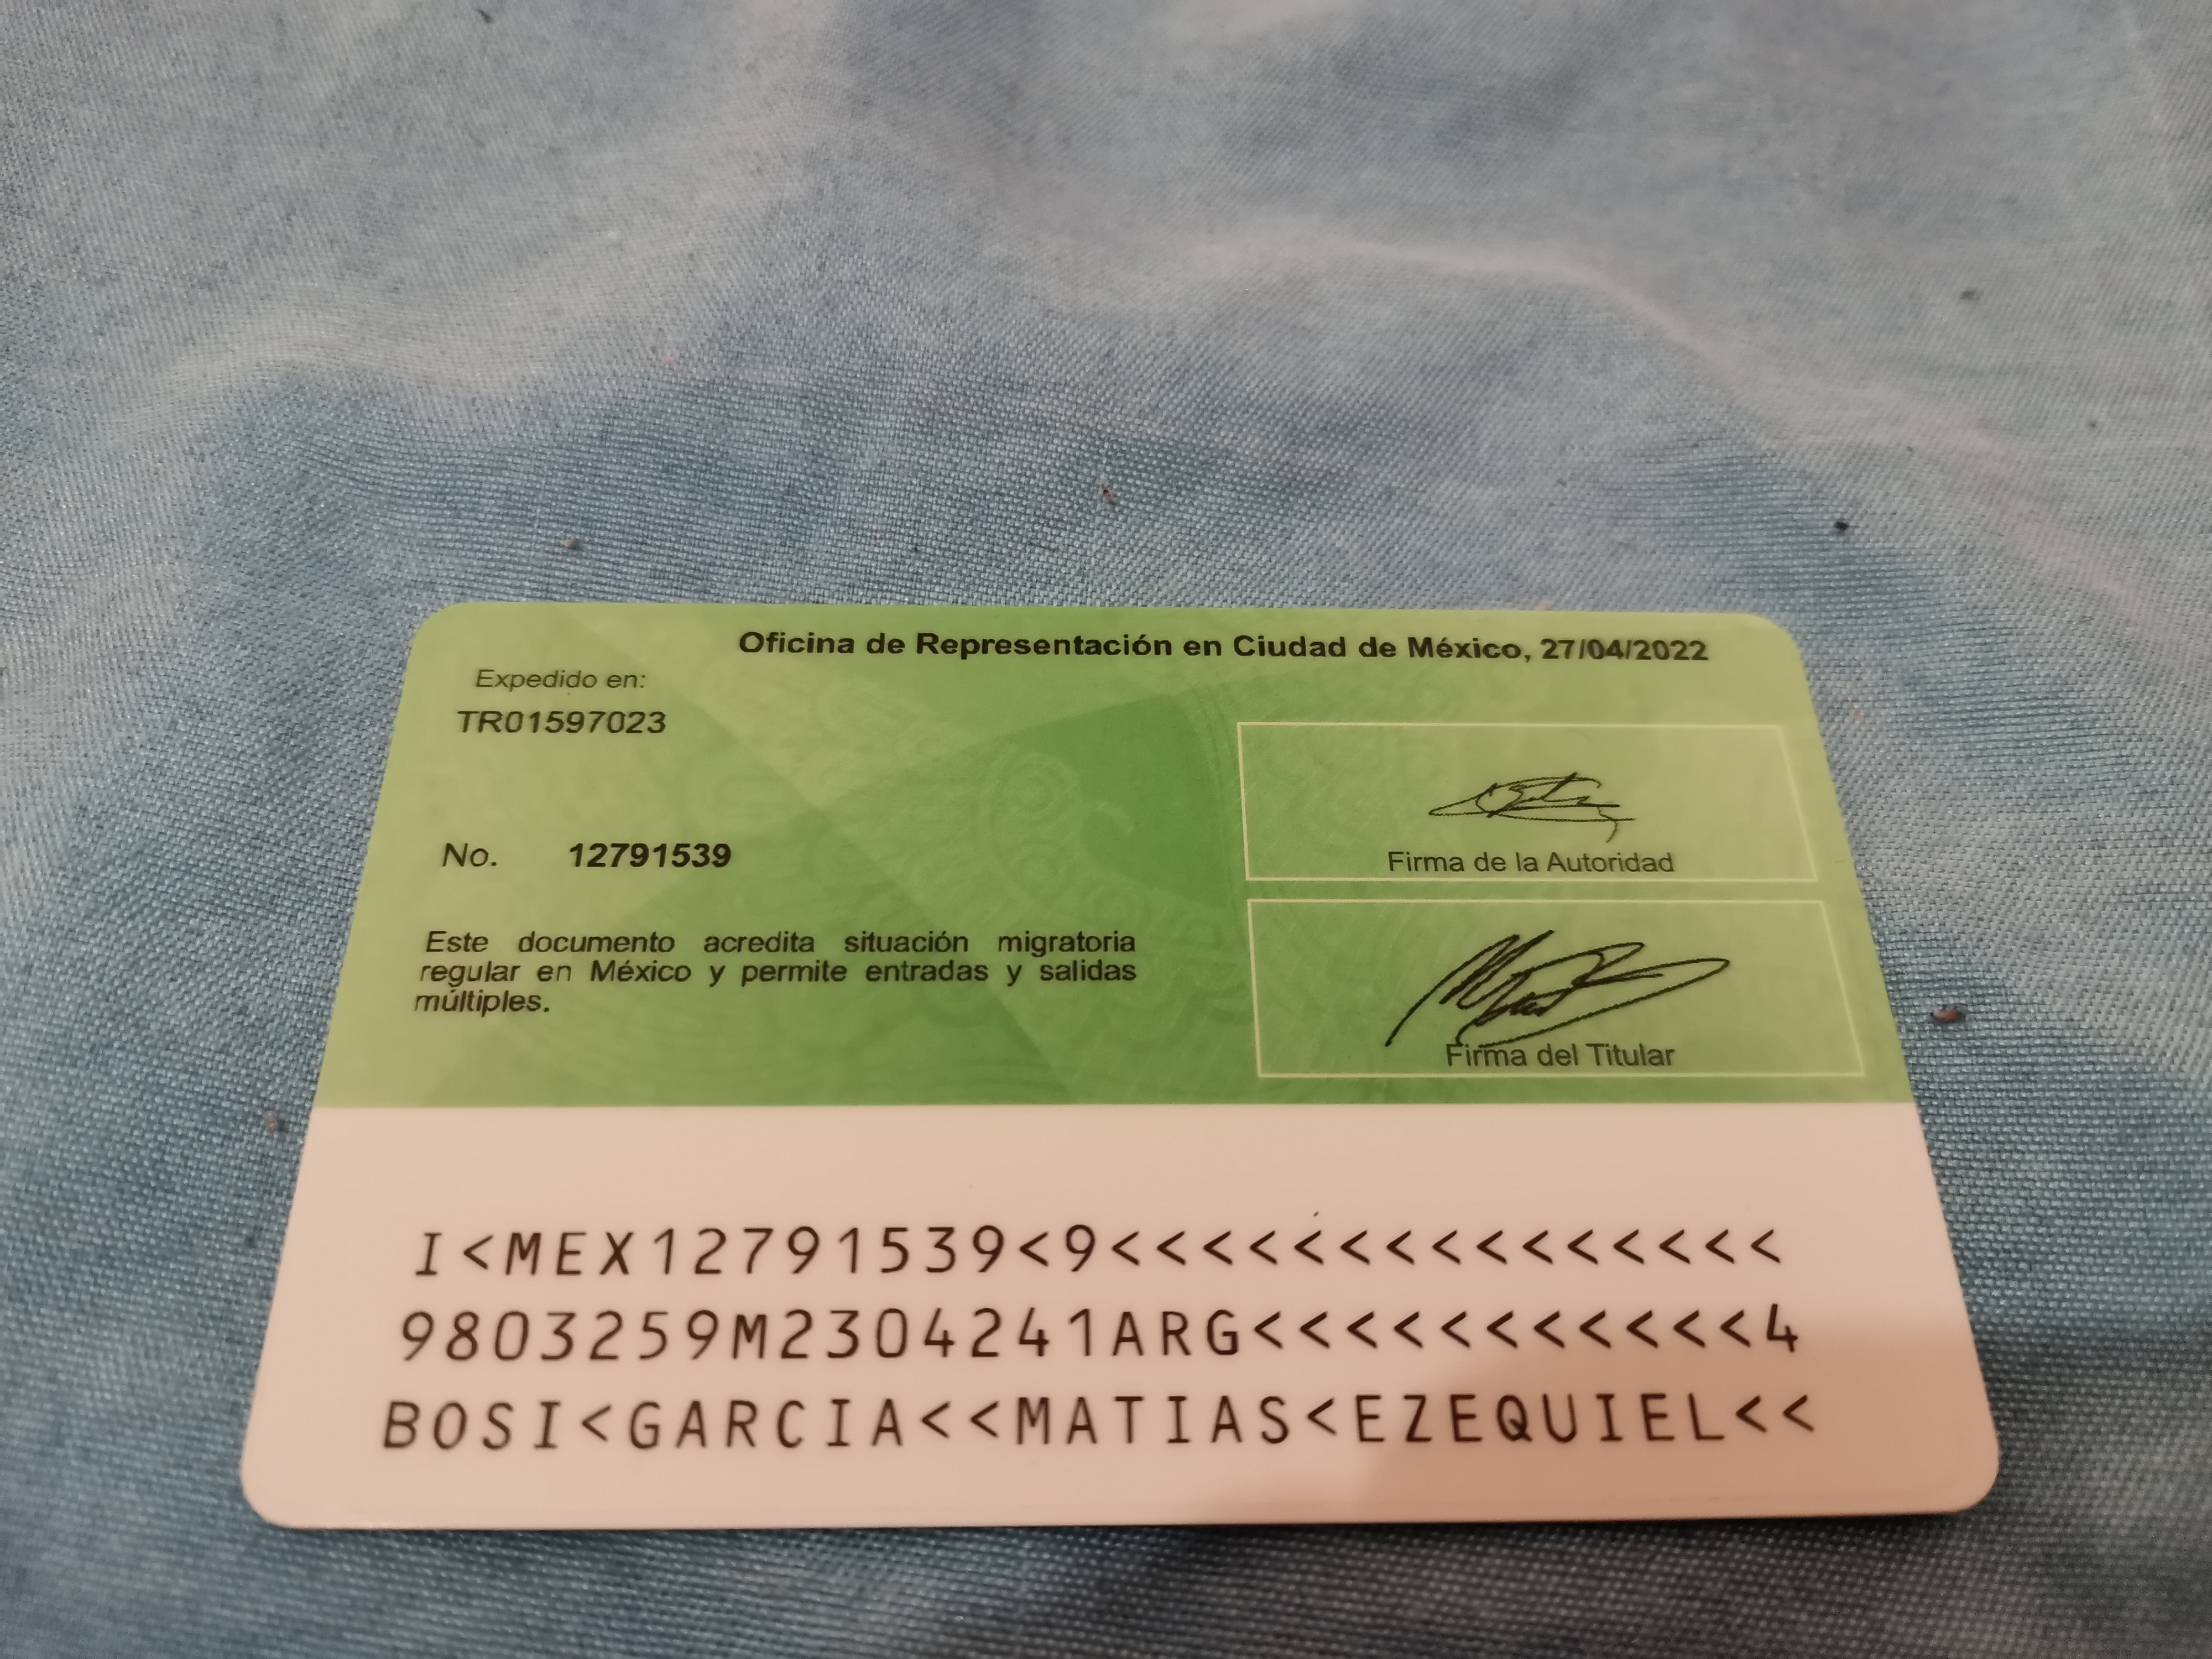 Oficina de Representación en Ciudad de México, 27/04/2022
Expedido en:
TR01597023
No. 12791539
Firma de la Autoridad
Este documento acredita situación migratoria
regular en México y permite entradas y salidas
múltiples.
Firma del Titular
I<MEX12791539<9<<<<<<<<<<<<<<<
9803259M2304241ARG<<<<<<<<<<<4
BOSI<GARCIA<<MATIAS<EZEQUIEL<<